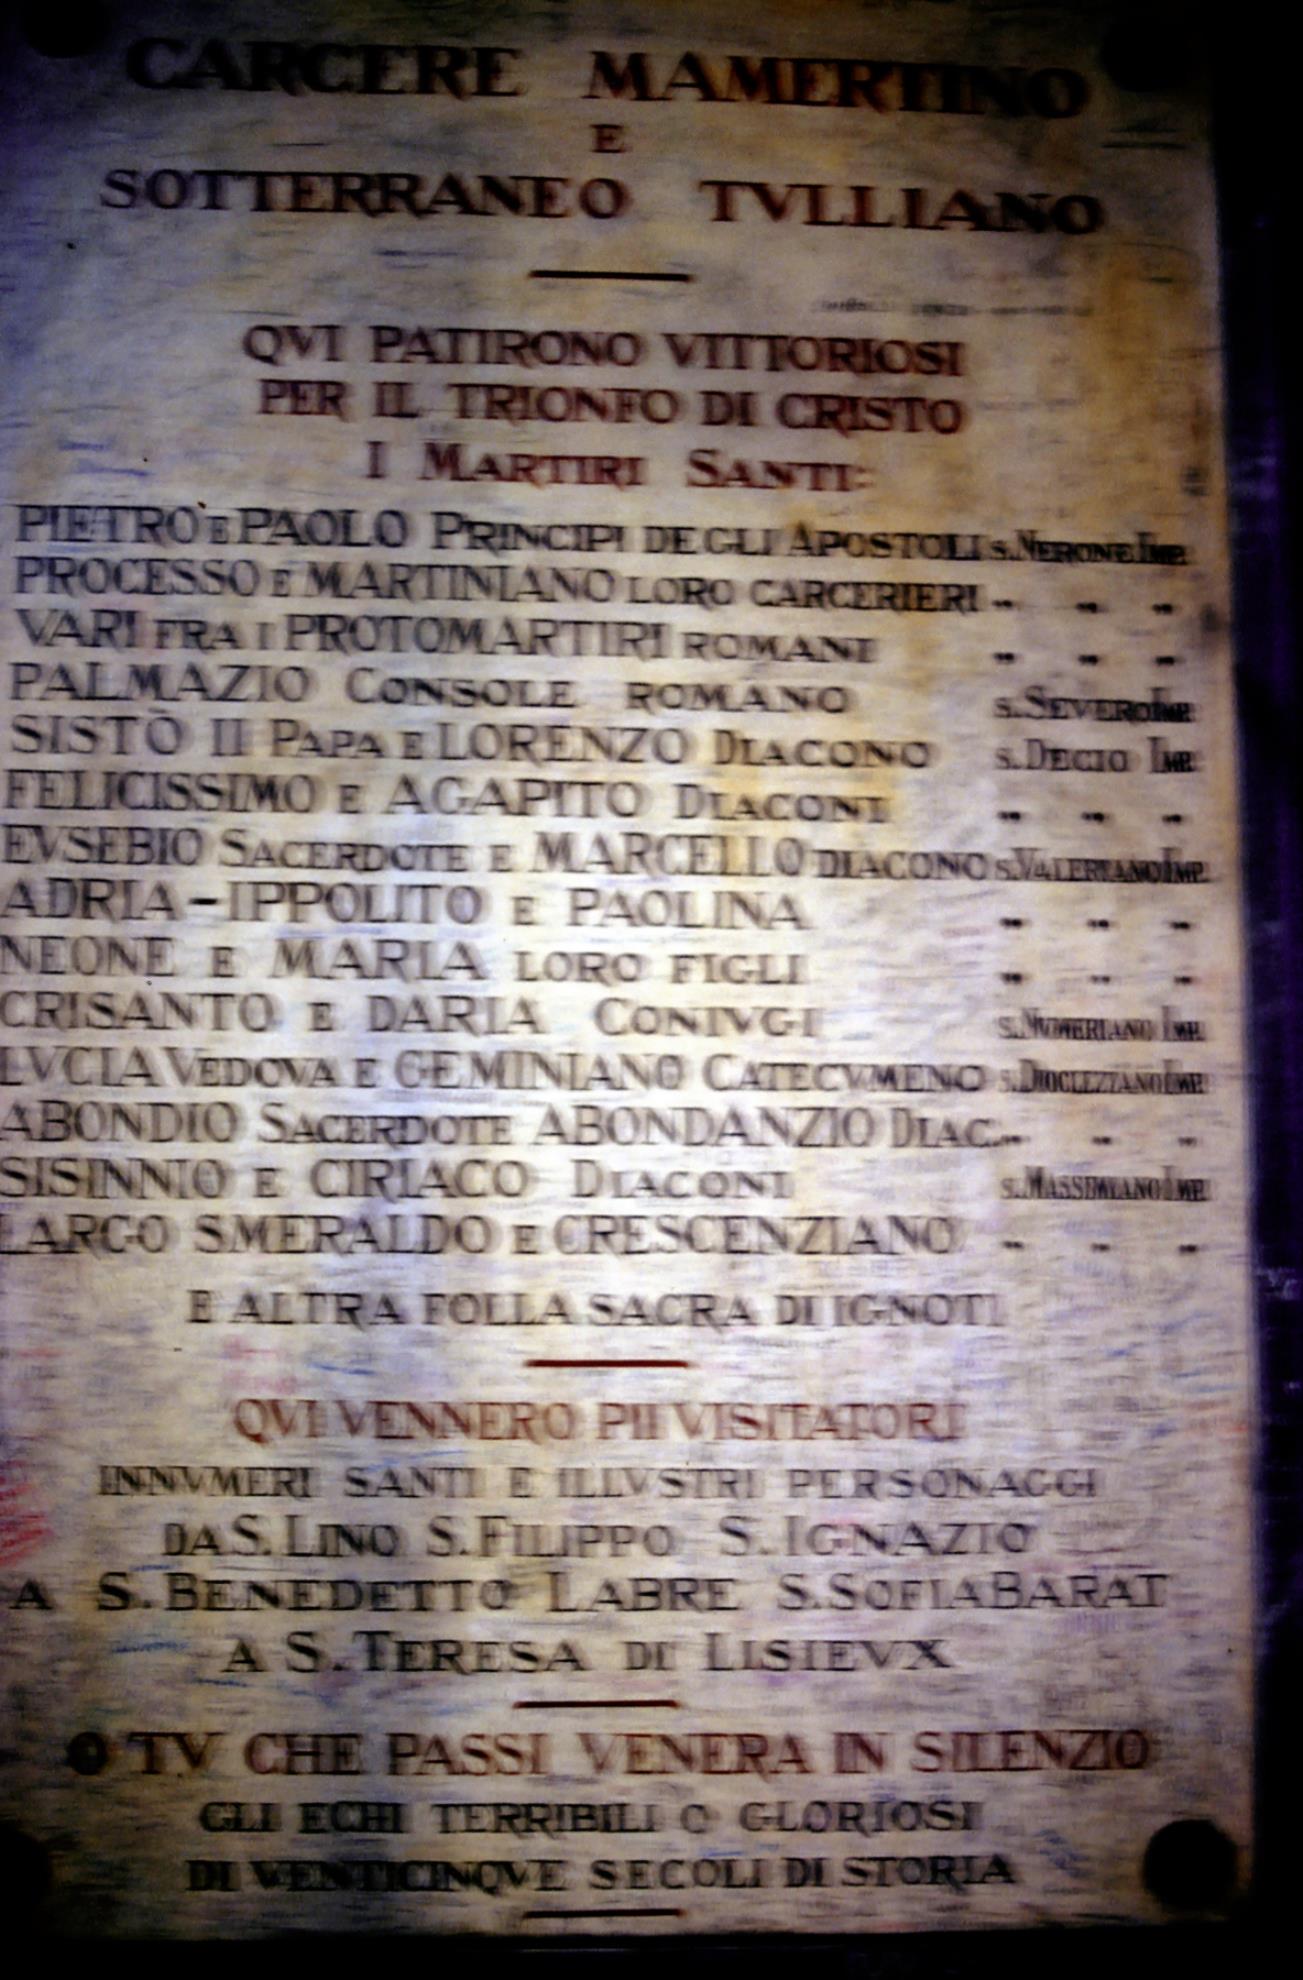 CARCERE MAMERTINO
E
SOTTERRANEO TVLLIANO
QVI PATIRONO VITTORIOSI
PER IL TRIONFO DI CRISTO
I MARTIRI SANTI:
PIETRO E PAOLO PRINCIPI DEGLI APOSTOLI S. NERONE IMP.
PROCESSO E MARTINIANO LORO CARCERIERI " " "
VARI FRA I PROTOMARTIRI ROMANI " " "
PALMAZIO CONSOLE ROMANO S. SEVERO IMP.
SISTO II PAPA E LORENZO DIACONO S. DECIO IMP.
FELICISSIMO E AGAPITO DIACONI " " "
EVSEBIO SACERDOTE E MARCELLO DIACONO S. VALERIANO IMP.
ADRIA-IPPOLITO E PAOLINA " " "
NEONE E MARIA LORO FIGLI " " "
CRISANTO E DARIA CONIVGI S. NVMERIANO IMP.
LVCIA VEDOVA E GEMINIANO CATECVMENO S. DIOCLEZIANO IMP.
ABONDIO SACERDOTE ABONDANZIO DIAC. " " "
SISINNIO E CIRIACO DIACONI S. MASSIMIANO IMP.
LARGO SMERALDO E CRESCENZIANO " " "
E ALTRA FOLLA SACRA DI IGNOTI
QVI VENNERO PII VISITATORI
INNVMERI SANTI E ILLVSTRI PERSONAGGI
DA S. LINO S. FILIPPO S. IGNAZIO
A S. BENEDETTO LABRE S. SOFIA BARAT
A S. TERESA DI LISIEVX
O TV CHE PASSI VENERA IN SILENZIO
GLI ECHI TERRIBILI O GLORIOSI
DI VENTICINQVE SECOLI DI STORIA